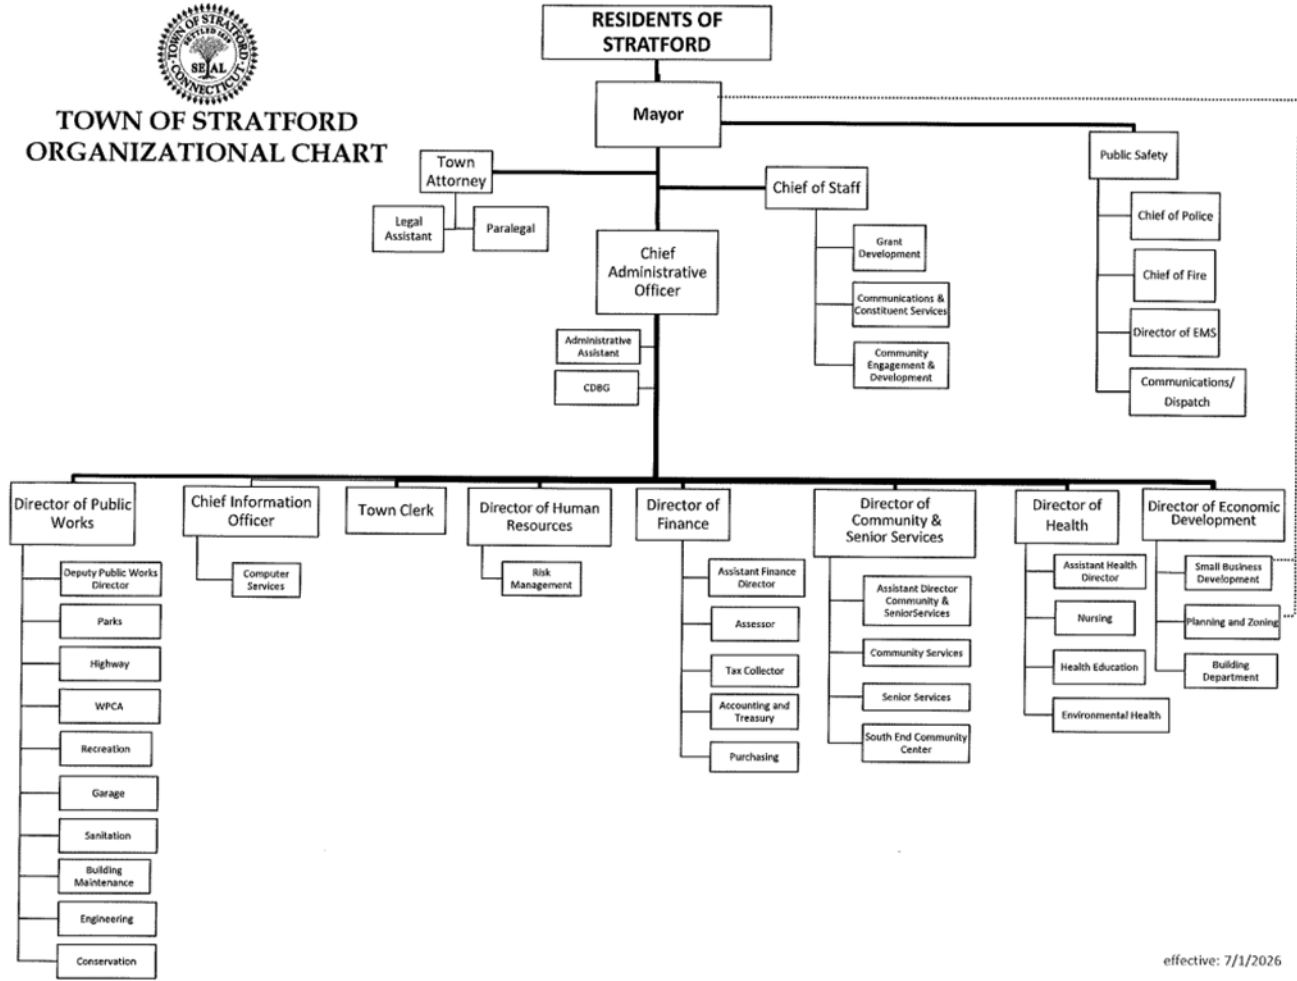 TOWN OF STRATFORD
SETTLED 1639
SEAL
CONNECTICUT
TOWN OF STRATFORD
ORGANIZATIONAL CHART
RESIDENTS OF
STRATFORD
Mayor
Town
Attorney
Legal
Assistant
Paralegal
Chief of Staff
Grant
Development
Communications &
Constituent Services
Community
Engagement &
Development
Public Safety
Chief of Police
Chief of Fire
Director of EMS
Communications/
Dispatch
Chief
Administrative
Officer
Administrative
Assistant
CDBG
Director of Public
Works
Deputy Public Works
Director
Parks
Highway
WPCA
Recreation
Garage
Sanitation
Building
Maintenance
Engineering
Conservation
Chief Information
Officer
Computer
Services
Town Clerk
Director of Human
Resources
Risk
Management
Director of
Finance
Assistant Finance
Director
Assessor
Tax Collector
Accounting and
Treasury
Purchasing
Director of
Community &
Senior Services
Assistant Director
Community &
SeniorServices
Community Services
Senior Services
South End Community
Center
Director of
Health
Assistant Health
Director
Nursing
Health Education
Environmental Health
Director of Economic
Development
Small Business
Development
Planning and Zoning
Building
Department
effective: 7/1/2026